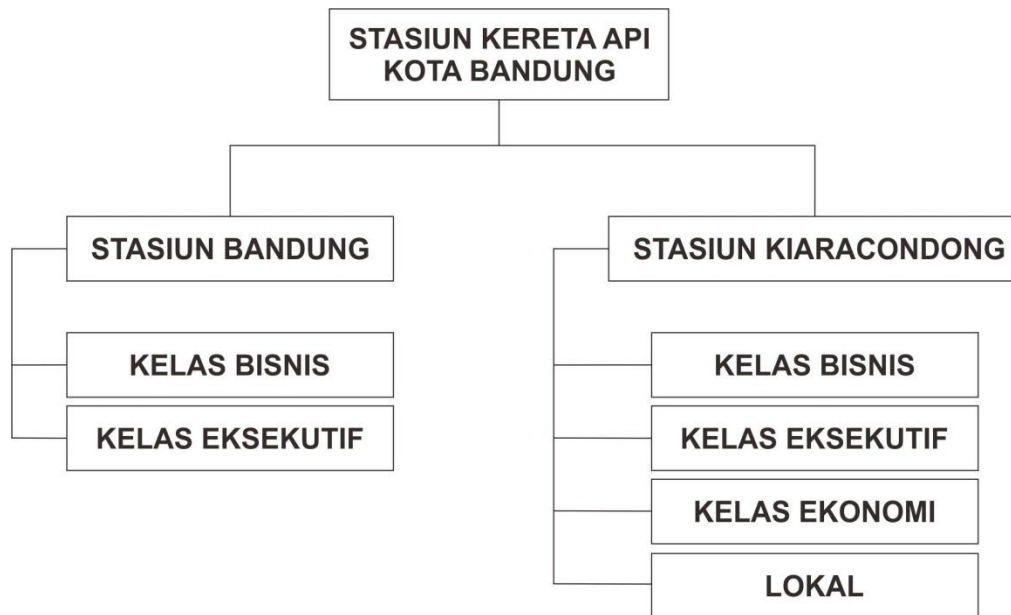 STASIUN KERETA API
KOTA BANDUNG
STASIUN BANDUNG
KELAS BISNIS
KELAS EKSEKUTIF
STASIUN KIARACONDONG
KELAS BISNIS
KELAS EKSEKUTIF
KELAS EKONOMI
LOKAL